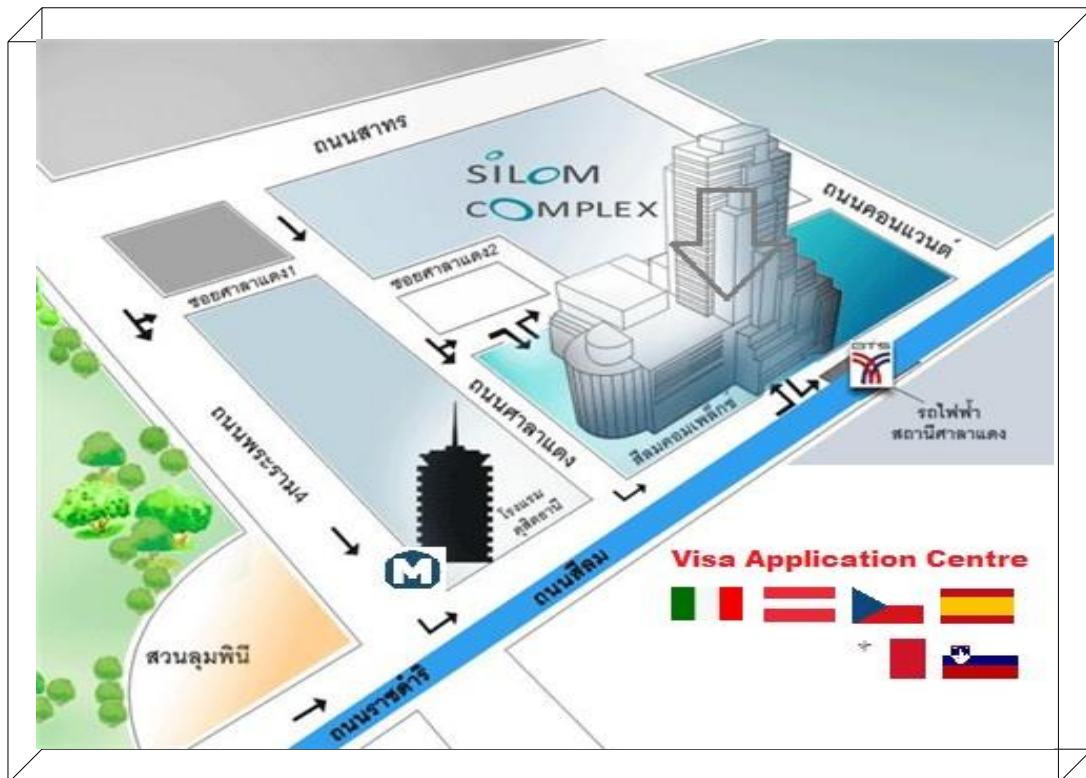 ถนนสาทร
SILOM
COMPLEX
ถนนคอนแวนต์
ซอยศาลาแดง2
ซอยศาลาแดง1
ถนนศาลาแดง
ถนนพระราม4
สีลมคอมเพล็กซ์
BTS
รถไฟฟ้า
สถานีศาลาแดง
โรงแรม
ดุสิตธานี
M
ถนนสีลม
Visa Application Centre
สวนลุมพินี
ถนนราชดำริ